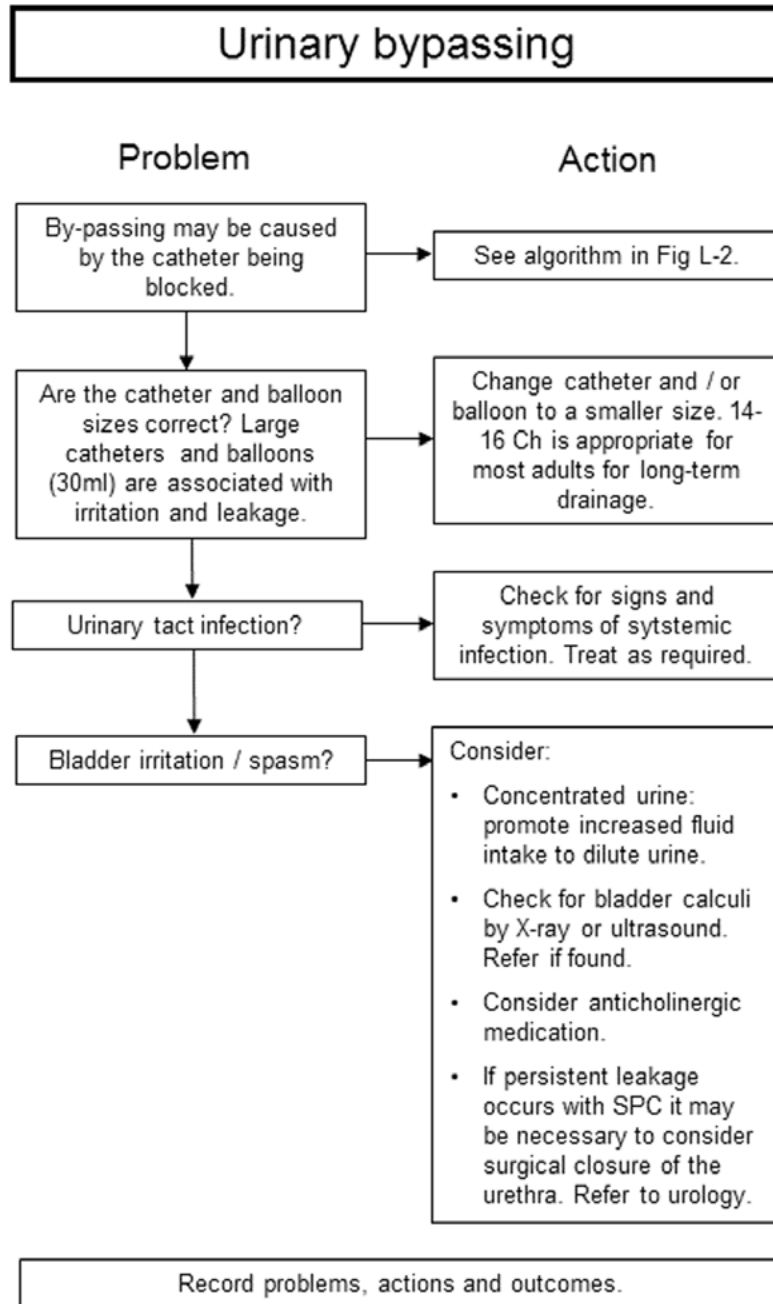 Urinary bypassing
Problem
Action
By-passing may be caused
by the catheter being
blocked.
See algorithm in Fig L-2.
Are the catheter and balloon
sizes correct? Large
catheters and balloons
(30ml) are associated with
irritation and leakage.
Change catheter and / or
balloon to a smaller size. 14-
16 Ch is appropriate for
most adults for long-term
drainage.
Urinary tact infection?
Check for signs and
symptoms of sytstemic
infection. Treat as required.
Bladder irritation / spasm?
Consider:
• Concentrated urine:
promote increased fluid
intake to dilute urine.
• Check for bladder calculi
by X-ray or ultrasound.
Refer if found.
• Consider anticholinergic
medication.
• If persistent leakage
occurs with SPC it may
be necessary to consider
surgical closure of the
urethra. Refer to urology.
Record problems, actions and outcomes.